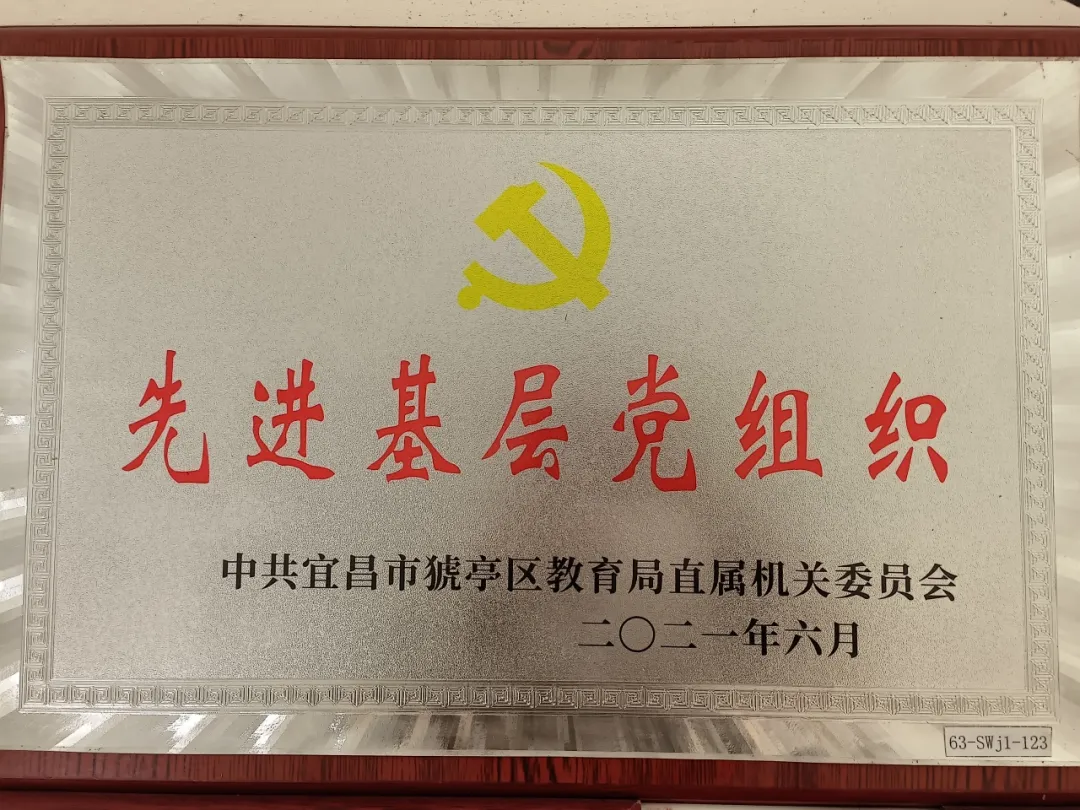 先进基层党组织
中共宜昌市猇亭区教育局直属机关委员会
二〇二一年六月
63-SWj1-123